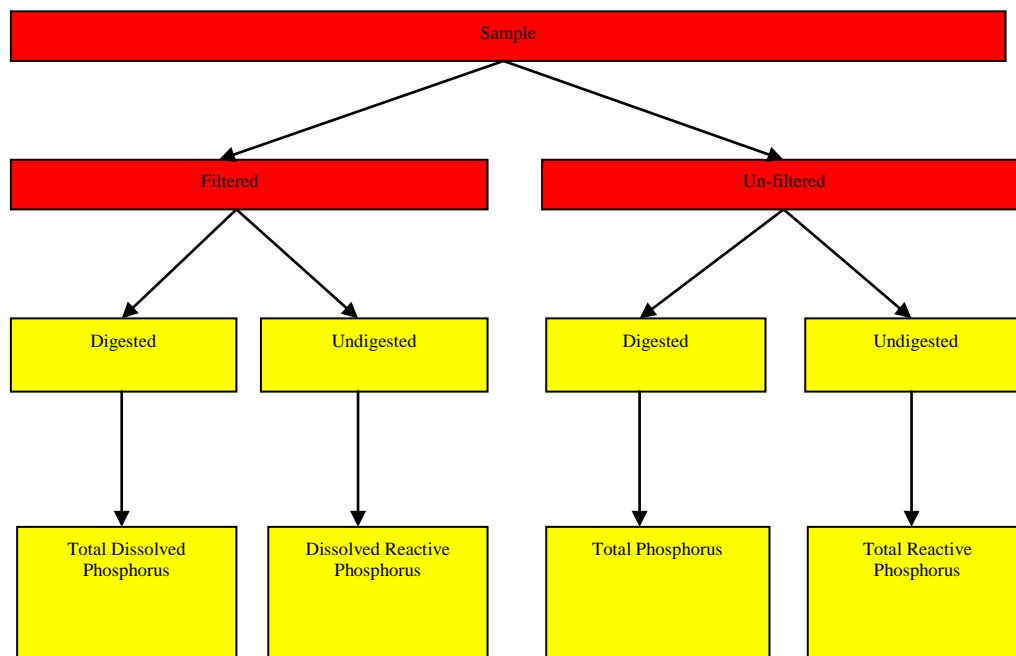 Sample
Filtered
Un-filtered
Digested
Undigested
Digested
Undigested
Total Dissolved
Phosphorus
Dissolved Reactive
Phosphorus
Total Phosphorus
Total Reactive
Phosphorus